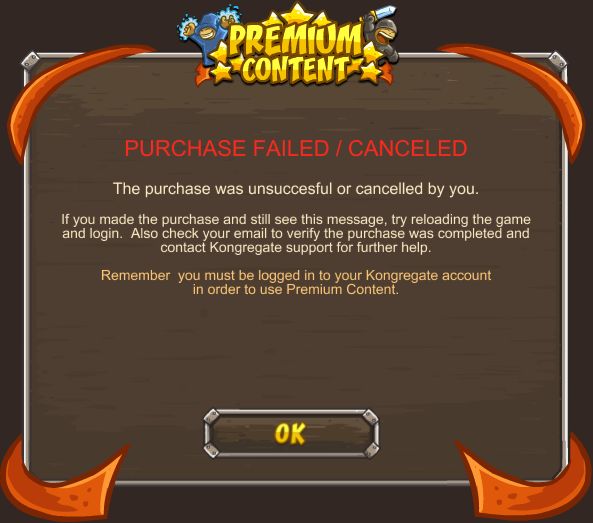 PREMIUM
CONTENT
PURCHASE FAILED / CANCELED
The purchase was unsuccesful or cancelled by you.
If you made the purchase and still see this message, try reloading the game
and login.  Also check your email to verify the purchase was completed and
contact Kongregate support for further help.
Remember  you must be logged in to your Kongregate account
in order to use Premium Content.
OK